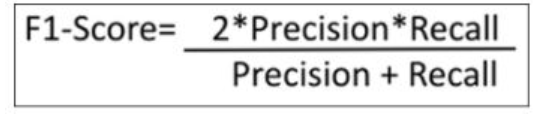 F1-Score= 2*Precision*Recall
Precision + Recall